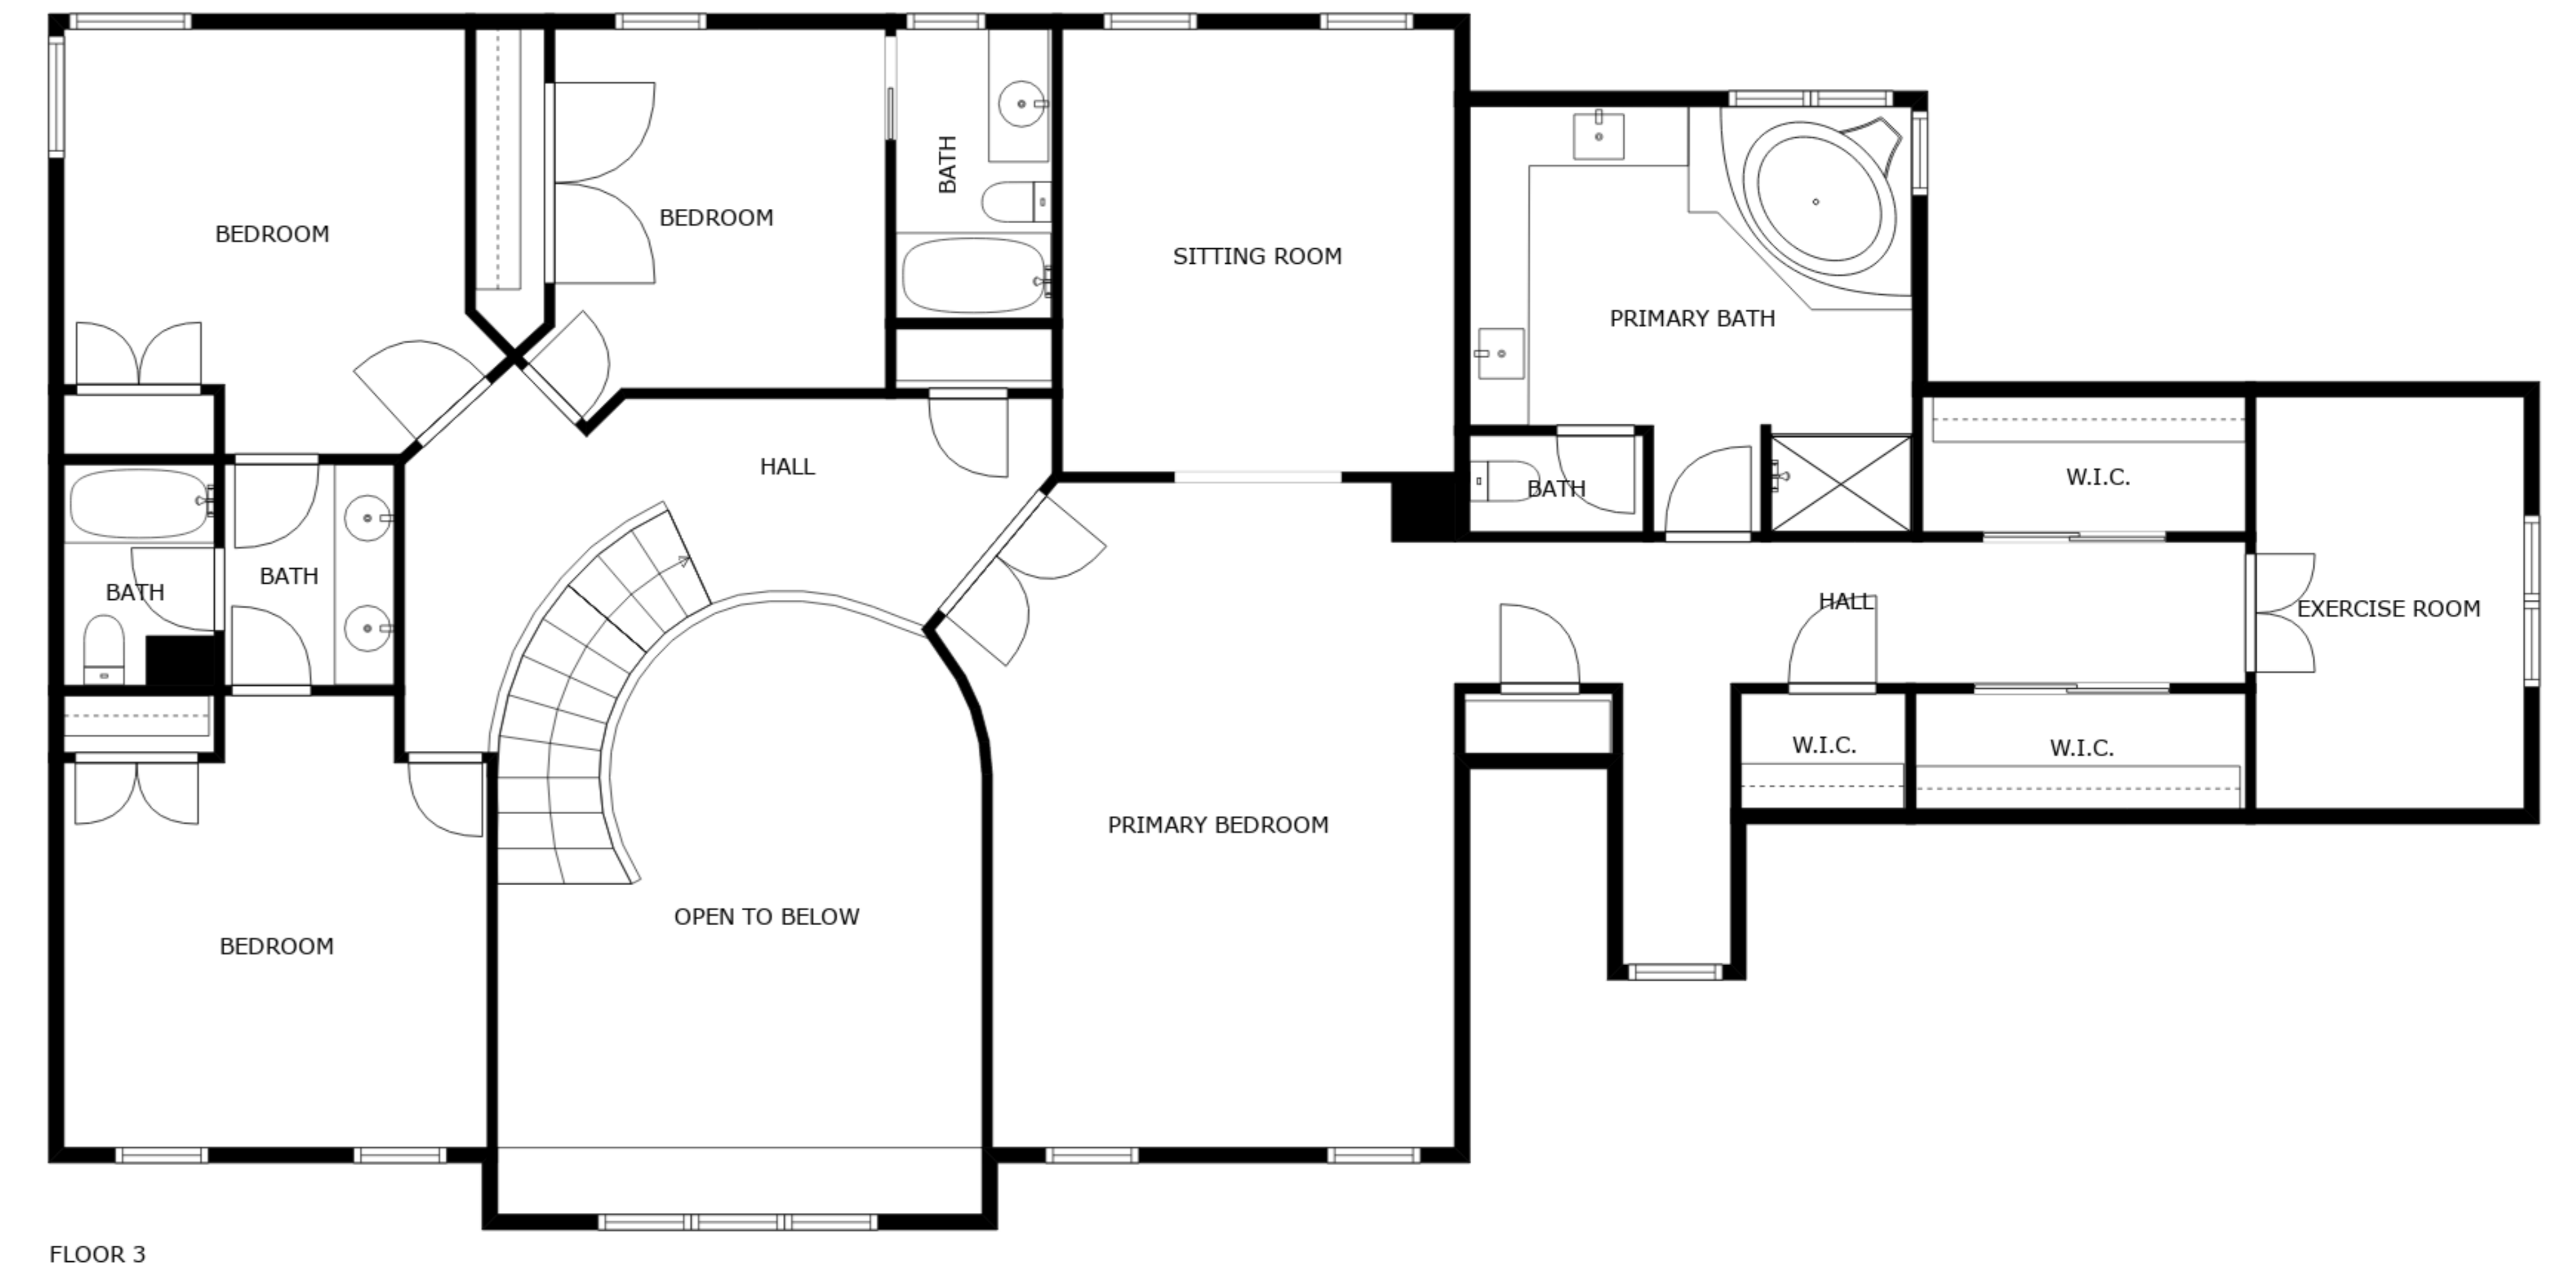 BATH
BEDROOM
BEDROOM
SITTING ROOM
PRIMARY BATH
HALL
BATH
W.I.C.
BATH
BATH
HALL
EXERCISE ROOM
W.I.C.
W.I.C.
PRIMARY BEDROOM
OPEN TO BELOW
BEDROOM
FLOOR 3